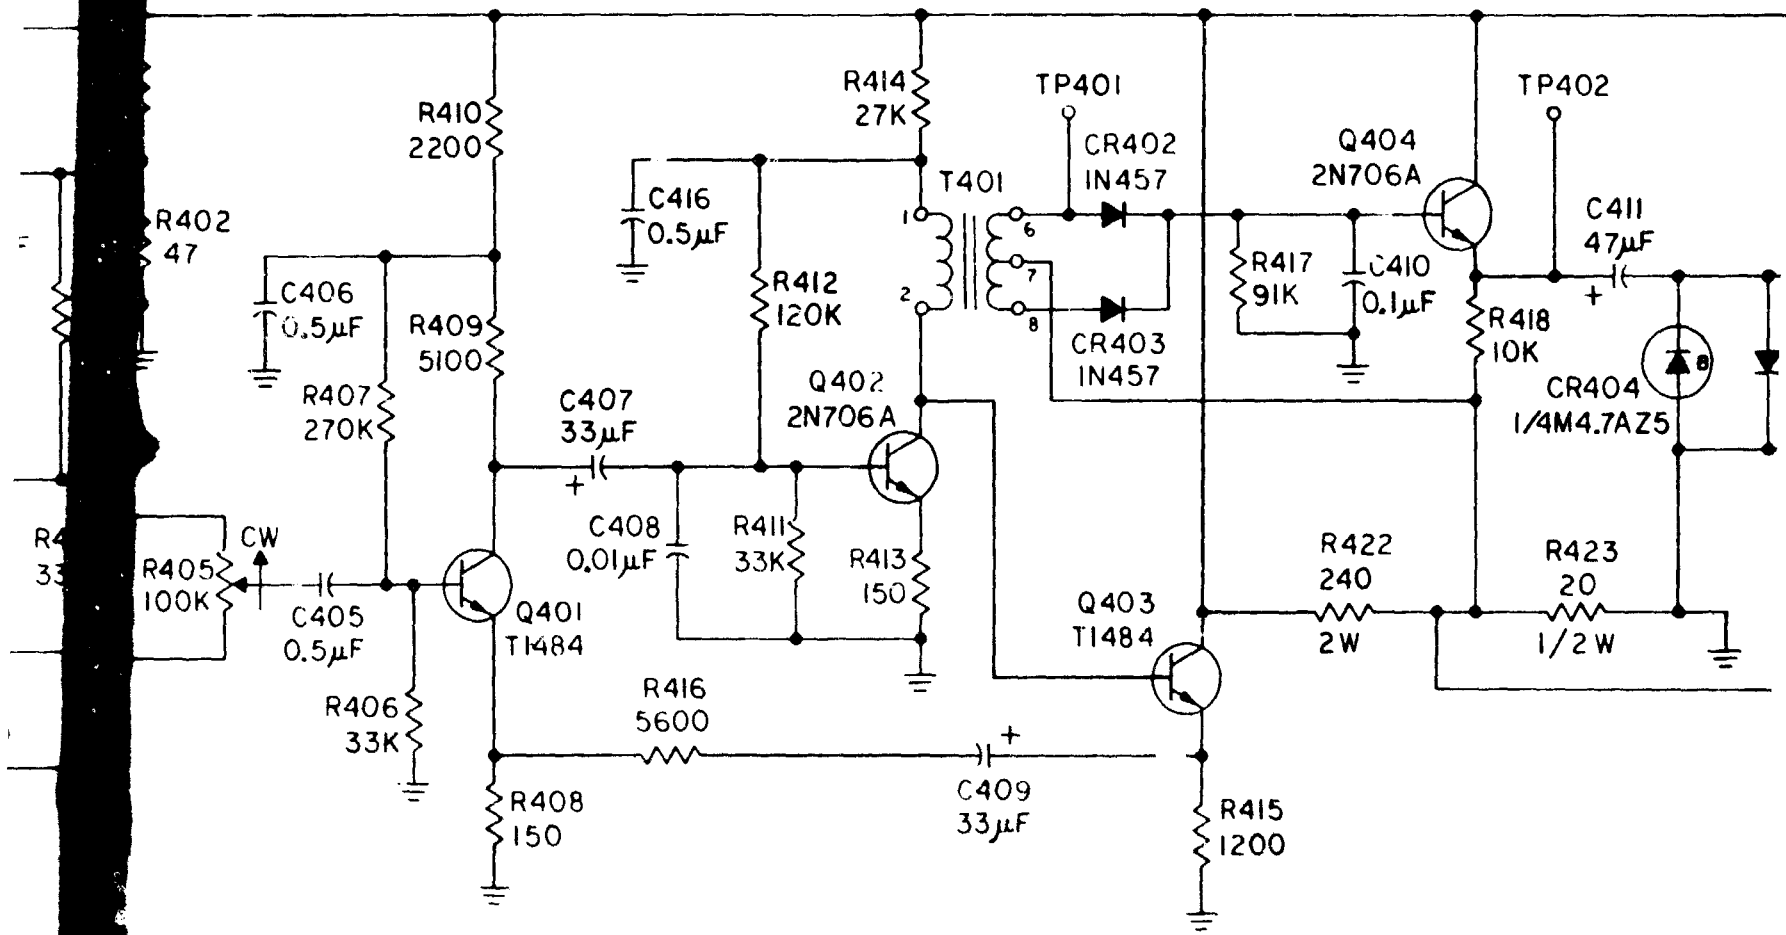 R414
27K
TP401
TP402
R410
2200
CR402
1N457
Q404
2N706A
C416
0.5µF
T401
1
6
C411
47µF
+
R402
47
R412
120K
2
7
8
R417
91K
C410
0.1µF
C406
0.5µF
R409
5100
R418
10K
CR403
1N457
8
CR404
1/4M4.7AZ5
R407
270K
C407
33µF
+
Q402
2N706A
CW
R405
100K
C405
0.5µF
Q401
T1484
C408
0.01µF
R411
33K
R413
150
R422
240
2W
R423
20
1/2W
Q403
T1484
R406
33K
R416
5600
+
C409
33µF
R408
150
R415
1200